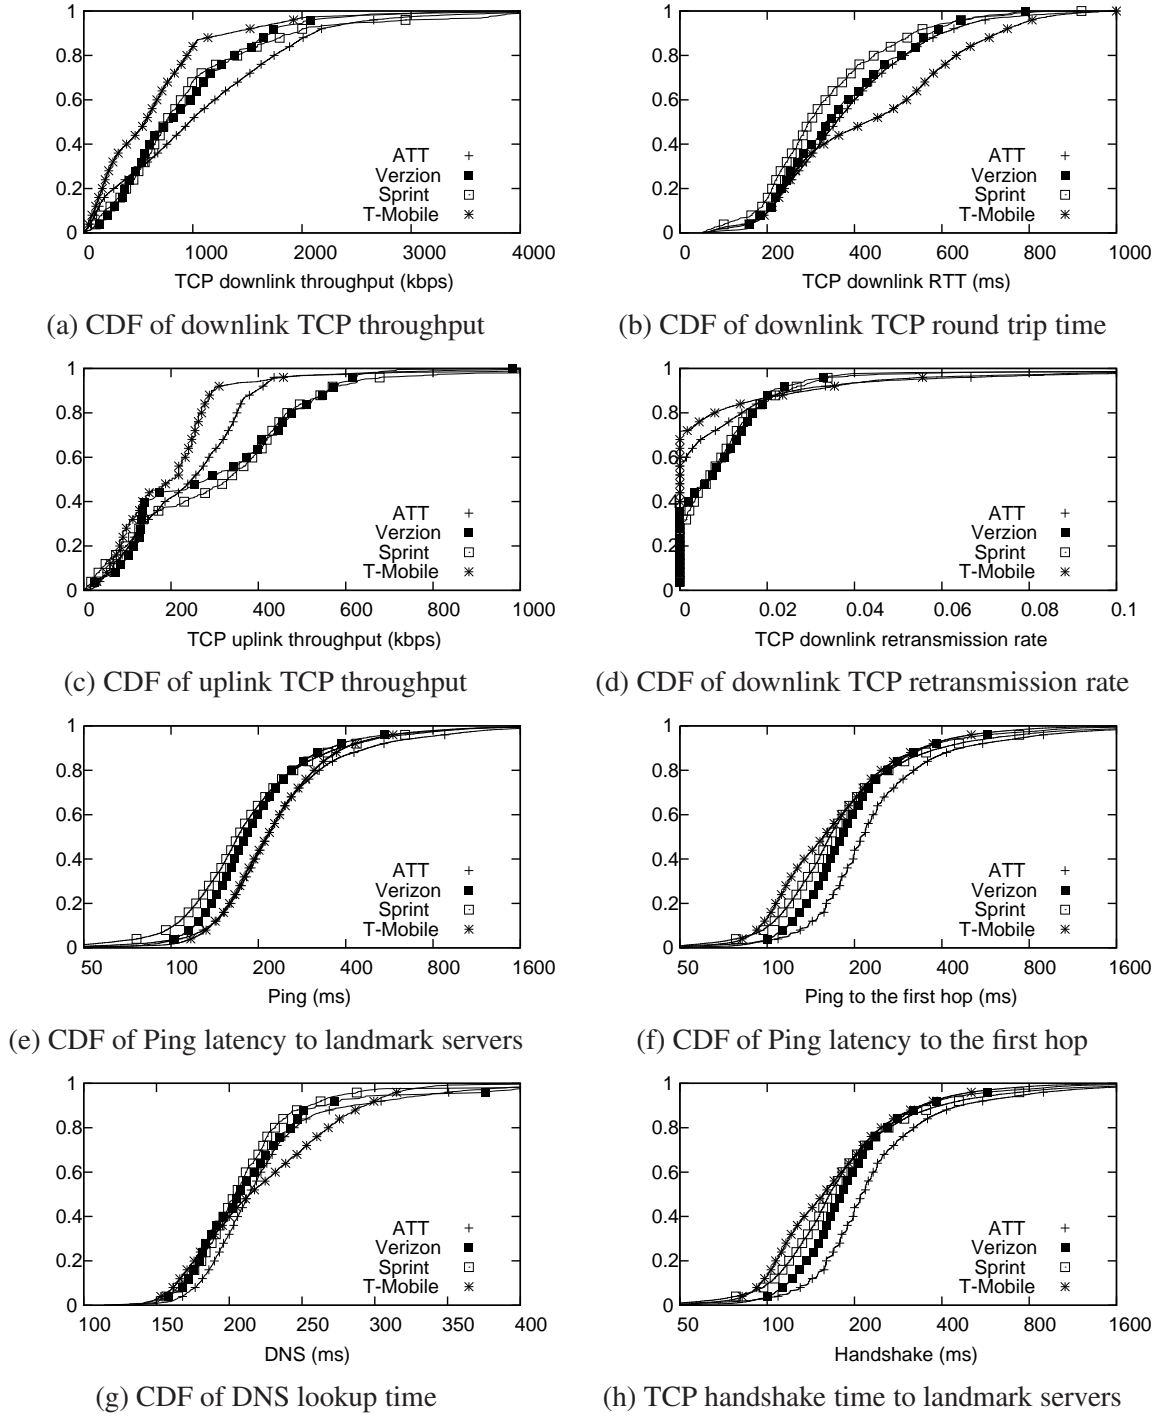 1
0.8
0.6
0.4
0.2
0
0 1000 2000 3000 4000
ATT
Verzion
Sprint
T-Mobile
TCP downlink throughput (kbps)
(a) CDF of downlink TCP throughput
1
0.8
0.6
0.4
0.2
0
0 200 400 600 800 1000
ATT
Verzion
Sprint
T-Mobile
TCP downlink RTT (ms)
(b) CDF of downlink TCP round trip time
1
0.8
0.6
0.4
0.2
0
0 200 400 600 800 1000
ATT
Verzion
Sprint
T-Mobile
TCP uplink throughput (kbps)
(c) CDF of uplink TCP throughput
1
0.8
0.6
0.4
0.2
0
0 0.02 0.04 0.06 0.08 0.1
ATT
Verzion
Sprint
T-Mobile
TCP downlink retransmission rate
(d) CDF of downlink TCP retransmission rate
1
0.8
0.6
0.4
0.2
0
50 100 200 400 800 1600
ATT
Verizon
Sprint
T-Mobile
Ping (ms)
(e) CDF of Ping latency to landmark servers
1
0.8
0.6
0.4
0.2
0
50 100 200 400 800 1600
ATT
Verizon
Sprint
T-Mobile
Ping to the first hop (ms)
(f) CDF of Ping latency to the first hop
1
0.8
0.6
0.4
0.2
0
100 150 200 250 300 350 400
ATT
Verizon
Sprint
T-Mobile
DNS (ms)
(g) CDF of DNS lookup time
1
0.8
0.6
0.4
0.2
0
50 100 200 400 800 1600
ATT
Verizon
Sprint
T-Mobile
Handshake (ms)
(h) TCP handshake time to landmark servers